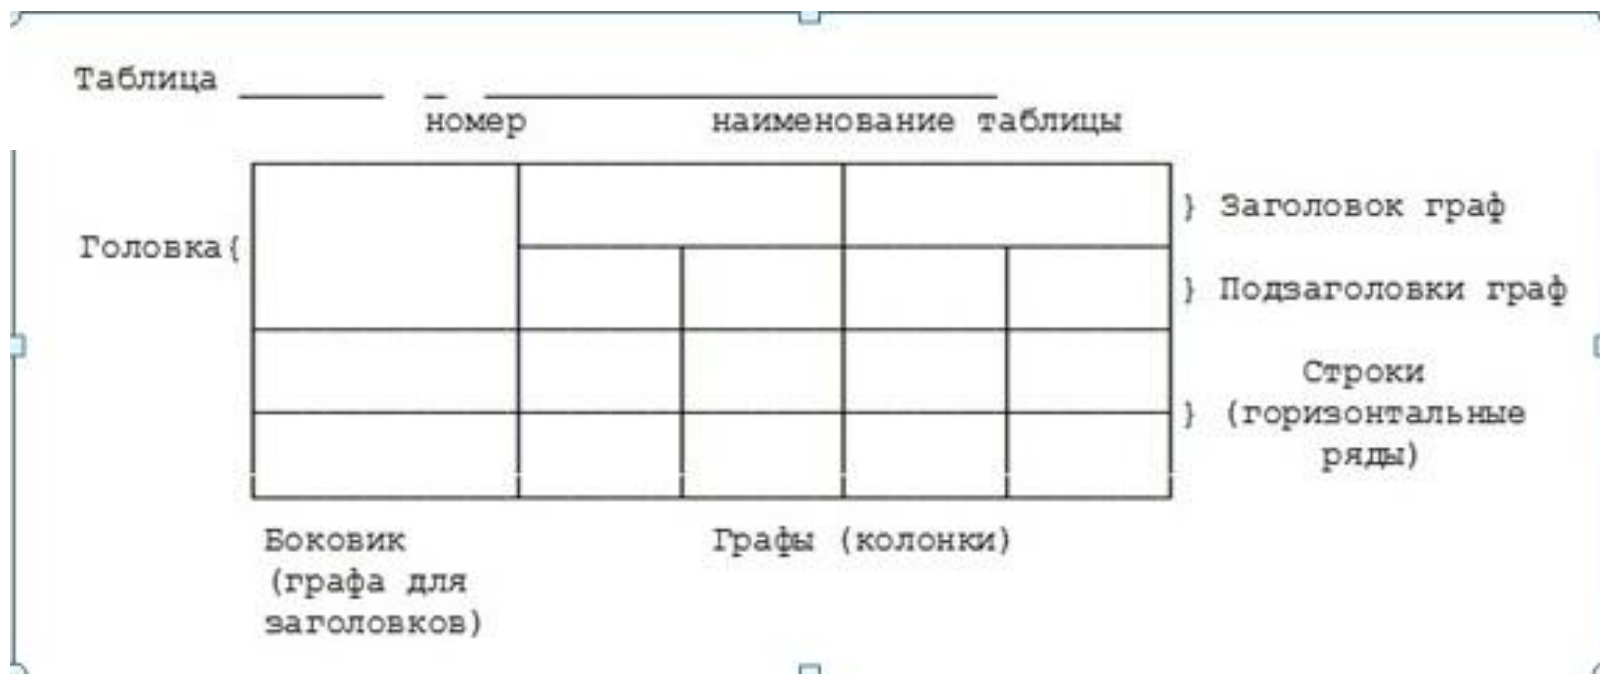 Таблица _______ _ _________________________
номер наименование таблицы
} Заголовок граф
Головка{
} Подзаголовки граф
Строки
} (горизонтальные
ряды)
Боковик Графы (колонки)
(графа для
заголовков)